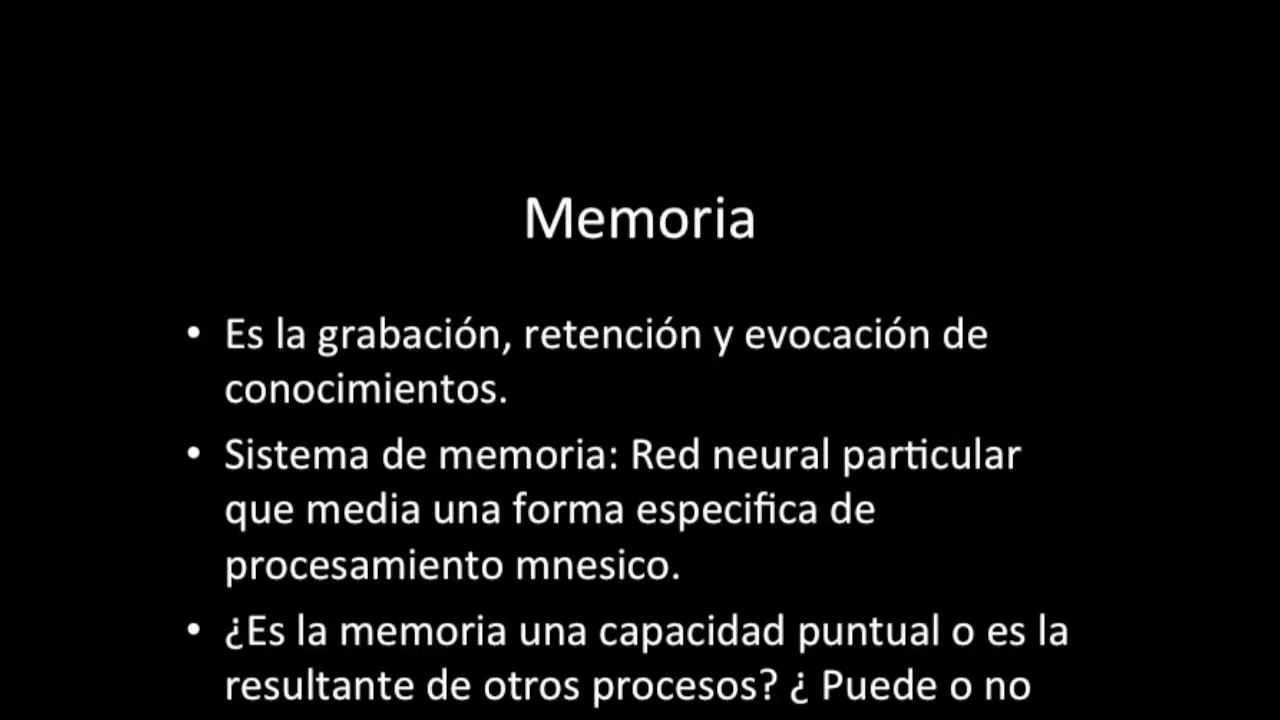 Memoria
• Es la grabación, retención y evocación de
conocimientos.
• Sistema de memoria: Red neural particular
que media una forma especifica de
procesamiento mnesico.
• ¿Es la memoria una capacidad puntual o es la
resultante de otros procesos? ¿ Puede o no